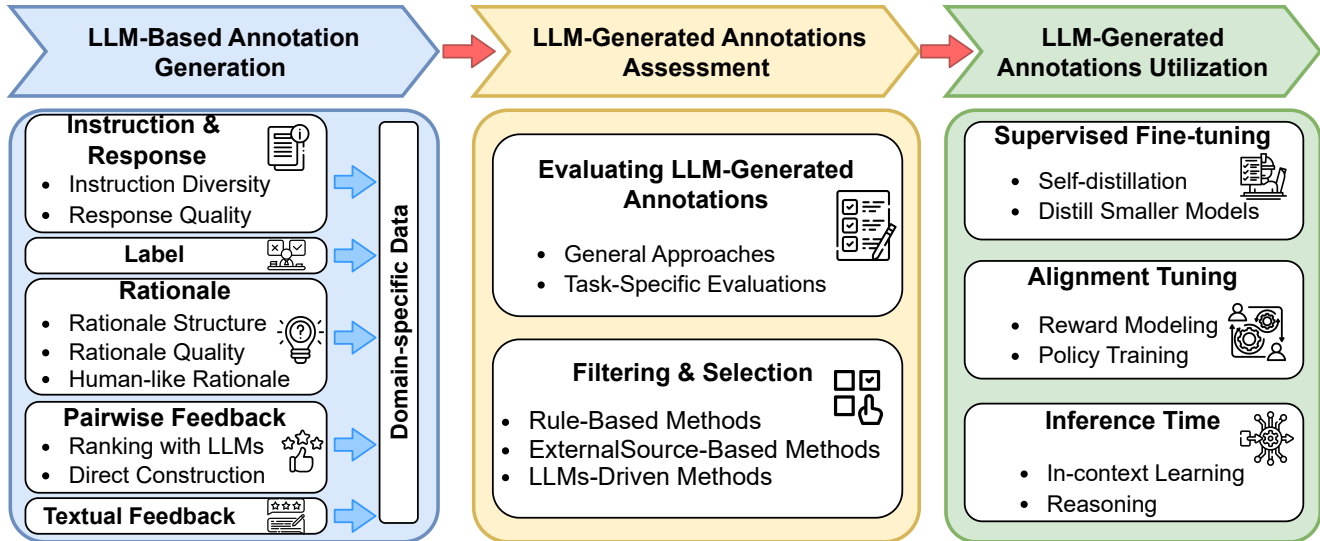 LLM-Based Annotation
Generation
Instruction &
Response
• Instruction Diversity
• Response Quality
Label
Rationale
• Rationale Structure
• Rationale Quality
• Human-like Rationale
Pairwise Feedback
• Ranking with LLMs
• Direct Construction
Textual Feedback
Domain-specific Data
LLM-Generated Annotations
Assessment
Evaluating LLM-Generated
Annotations
• General Approaches
• Task-Specific Evaluations
Filtering & Selection
• Rule-Based Methods
• ExternalSource-Based Methods
• LLMs-Driven Methods
LLM-Generated
Annotations Utilization
Supervised Fine-tuning
• Self-distillation
• Distill Smaller Models
Alignment Tuning
• Reward Modeling
• Policy Training
Inference Time
• In-context Learning
• Reasoning